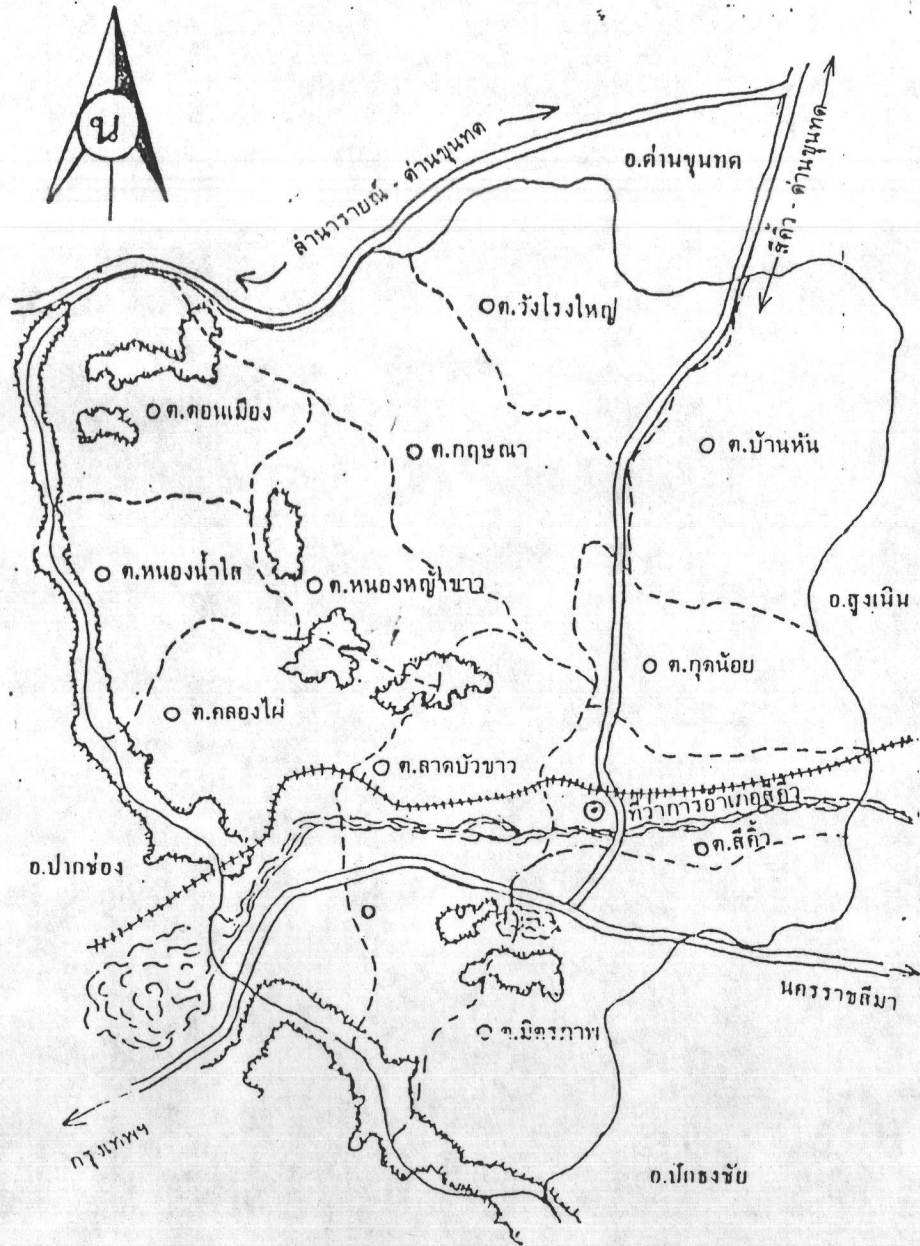 น
ลำนารายณ์ - ด่านขุนทด
อ.ด่านขุนทด
สีคิ้ว - ด่านขุนทด
ต.วังโรงใหญ่
ต.ดอนเมือง
ต.กฤษณา
ต.บ้านหัน
ต.หนองน้ำใส
ต.หนองหญ้าขาว
อ.สูงเนิน
ต.กุดน้อย
ต.คลองไผ่
ต.ลาดบัวขาว
ที่ว่าการอำเภอสีคิ้ว
ต.สีคิ้ว
อ.ปากช่อง
นครราชสีมา
ต.มิตรภาพ
กรุงเทพฯ
อ.ปักธงชัย